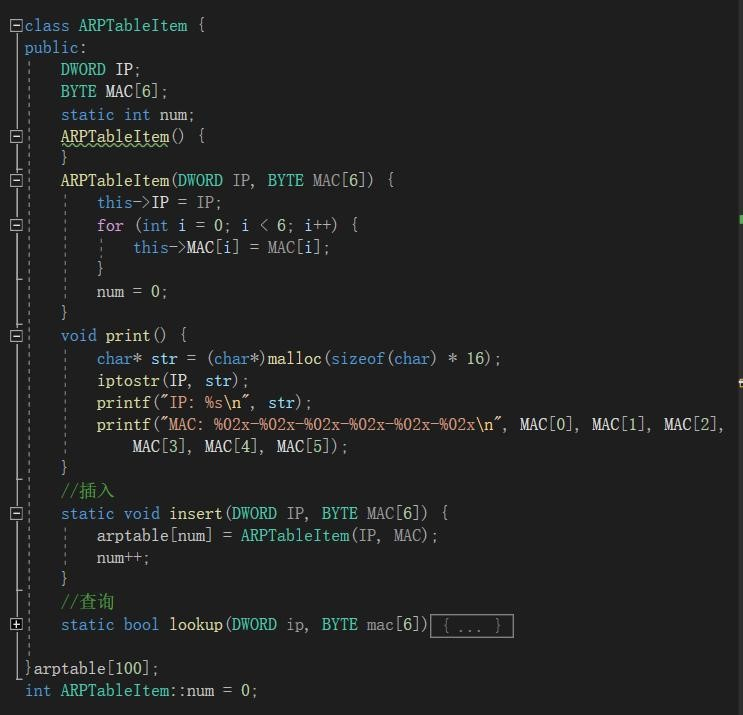 class ARPTableItem {
public:
DWORD IP;
BYTE MAC[6];
static int num;
ARPTableItem() {
}
ARPTableItem(DWORD IP, BYTE MAC[6]) {
this->IP = IP;
for (int i = 0; i < 6; i++) {
this->MAC[i] = MAC[i];
}
num = 0;
}
void print() {
char* str = (char*)malloc(sizeof(char) * 16);
iptostr(IP, str);
printf("IP: %s\n", str);
printf("MAC: %02x-%02x-%02x-%02x-%02x-%02x\n", MAC[0], MAC[1], MAC[2],
MAC[3], MAC[4], MAC[5]);
}
//插入
static void insert(DWORD IP, BYTE MAC[6]) {
arptable[num] = ARPTableItem(IP, MAC);
num++;
}
//查询
static bool lookup(DWORD ip, BYTE mac[6]){ ... }
}arptable[100];
int ARPTableItem::num = 0;